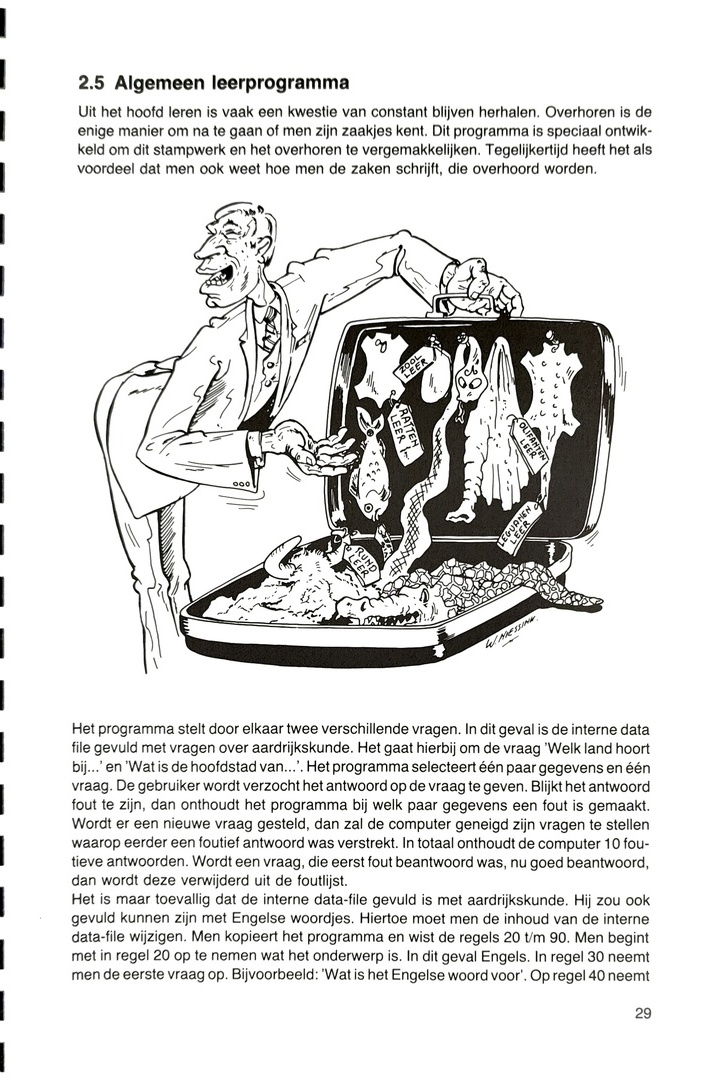 2.5 Algemeen leerprogramma
Uit het hoofd leren is vaak een kwestie van constant blijven herhalen. Overhoren is de
enige manier om na te gaan of men zijn zaakjes kent. Dit programma is speciaal ontwik-
keld om dit stampwerk en het overhoren te vergemakkelijken. Tegelijkertijd heeft het als
voordeel dat men ook weet hoe men de zaken schrijft, die overhoord worden.
ZOOL
LEER
RATTEN
LEER!
OLIFANTEN
LEER
LEGUANEN
LEER
RUND
LEER
W. HAESSINK.
Het programma stelt door elkaar twee verschillende vragen. In dit geval is de interne data
file gevuld met vragen over aardrijkskunde. Het gaat hierbij om de vraag 'Welk land hoort
bij...' en 'Wat is de hoofdstad van...'. Het programma selecteert één paar gegevens en één
vraag. De gebruiker wordt verzocht het antwoord op de vraag te geven. Blijkt het antwoord
fout te zijn, dan onthoudt het programma bij welk paar gegevens een fout is gemaakt.
Wordt er een nieuwe vraag gesteld, dan zal de computer geneigd zijn vragen te stellen
waarop eerder een foutief antwoord was verstrekt. In totaal onthoudt de computer 10 fou-
tieve antwoorden. Wordt een vraag, die eerst fout beantwoord was, nu goed beantwoord,
dan wordt deze verwijderd uit de foutlijst.
Het is maar toevallig dat de interne data-file gevuld is met aardrijkskunde. Hij zou ook
gevuld kunnen zijn met Engelse woordjes. Hiertoe moet men de inhoud van de interne
data-file wijzigen. Men kopieert het programma en wist de regels 20 t/m 90. Men begint
met in regel 20 op te nemen wat het onderwerp is. In dit geval Engels. In regel 30 neemt
men de eerste vraag op. Bijvoorbeeld: 'Wat is het Engelse woord voor'. Op regel 40 neemt
29